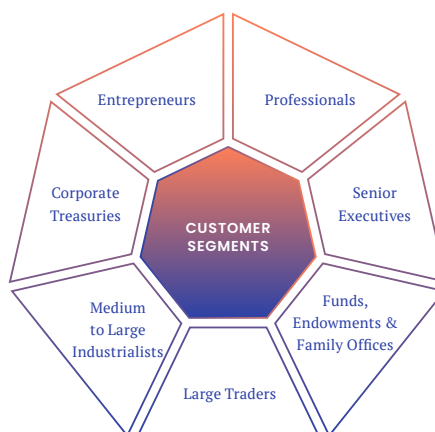 Entrepreneurs
Professionals
Corporate
Treasuries
CUSTOMER
SEGMENTS
Senior
Executives
Medium
to Large
Industrialists
Funds,
Endowments &
Family Offices
Large Traders